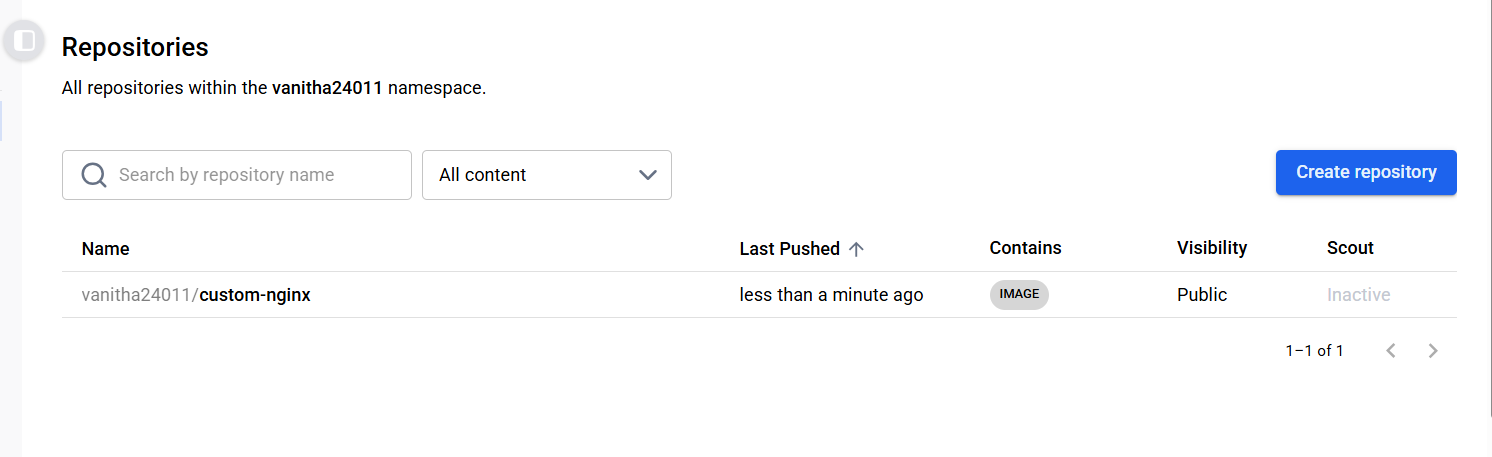 Repositories
All repositories within the vanitha24011 namespace.
Search by repository name
All content
Create repository
Name Last Pushed Contains Visibility Scout
vanitha24011/custom-nginx less than a minute ago IMAGE Public Inactive
1–1 of 1